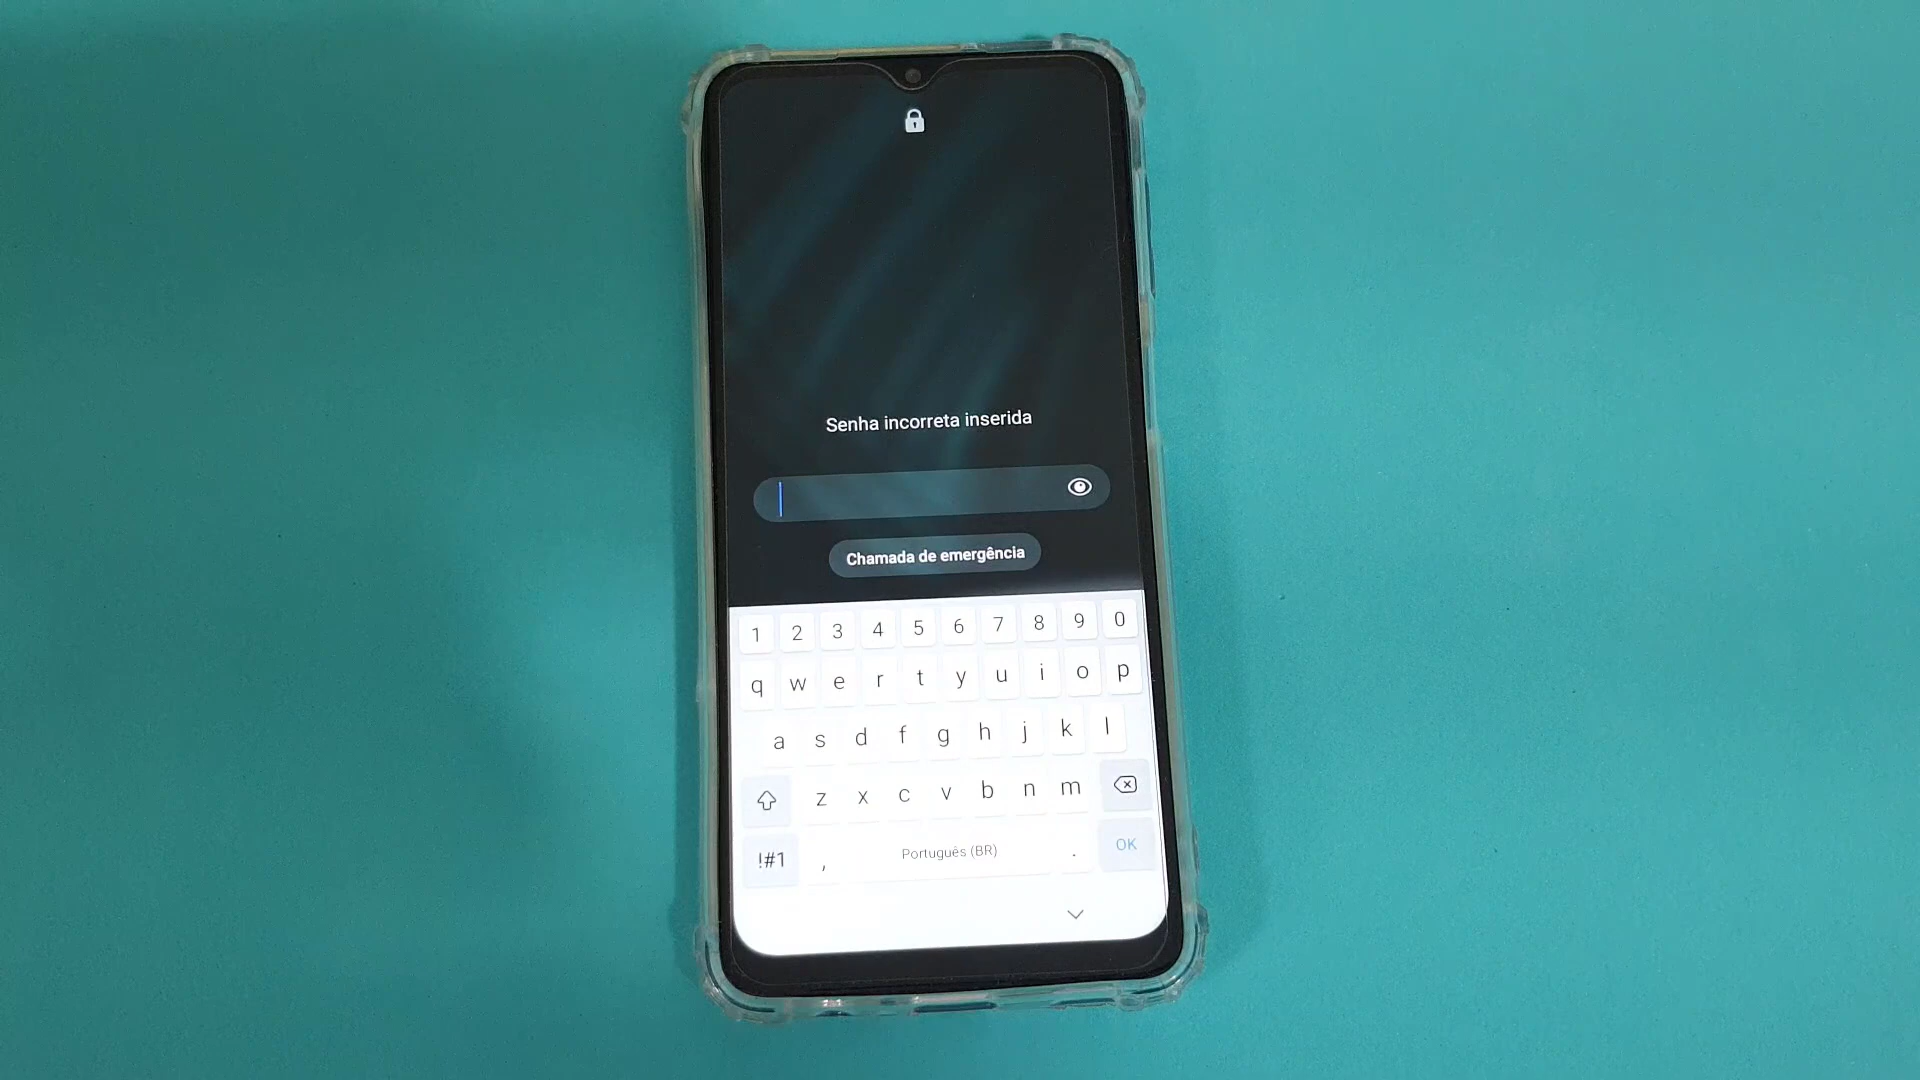 Senha incorreta inserida
Chamada de emergência
1 2 3 4 5 6 7 8 9 0
q w e r t y u i o p
a s d f g h j k l
z x c v b n m
!#1 , Português (BR) . OK